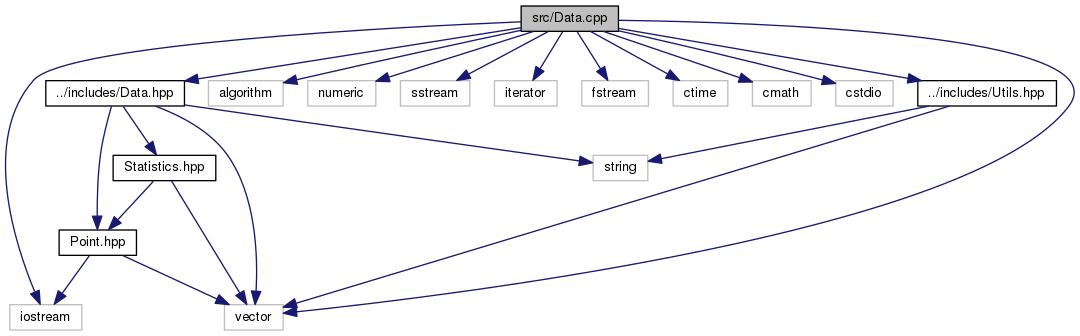 src/Data.cpp
../includes/Data.hpp
algorithm
numeric
sstream
iterator
fstream
ctime
cmath
cstdio
../includes/Utils.hpp
Statistics.hpp
string
Point.hpp
iostream
vector